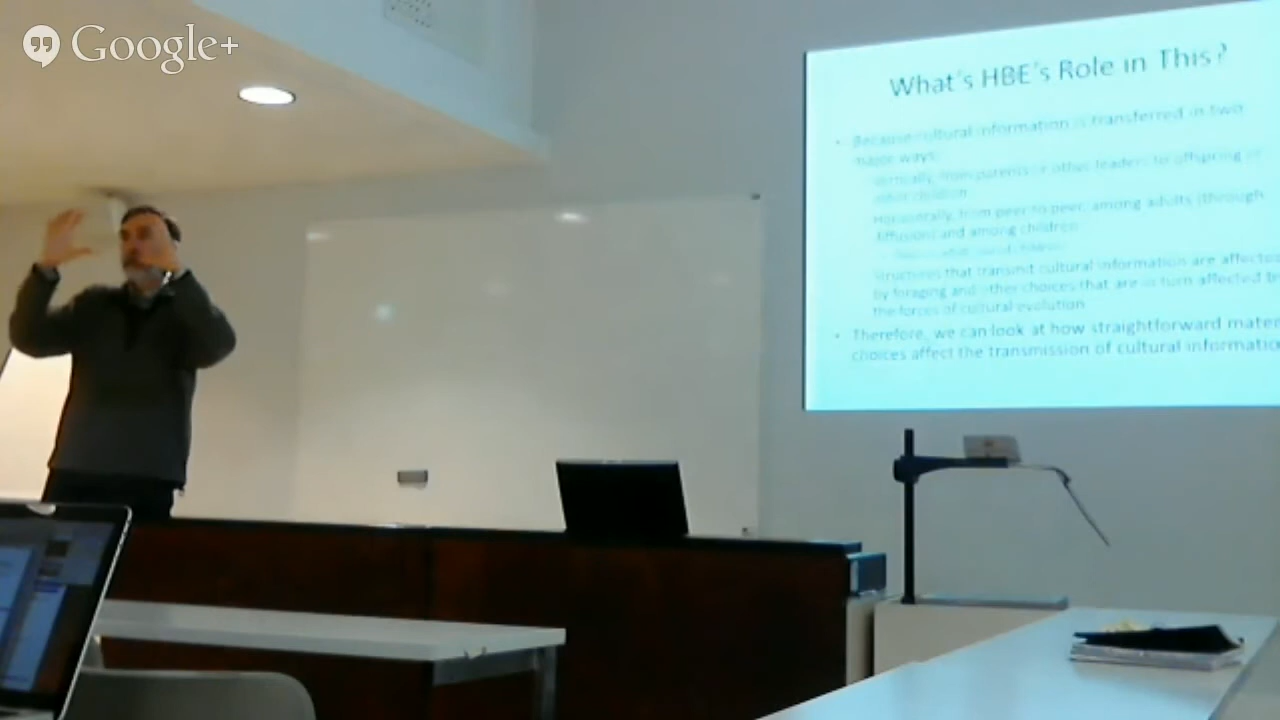 Google+
What's HBE's Role in This?
• Because cultural information is transferred in two
major ways:
Vertically, from parents or other leaders to offspring or
other children
Horizontally, from peer to peer, among adults (through
diffusion) and among children
Structures that transmit cultural information are affected
by foraging and other choices that are in turn affected b
the forces of cultural evolution
• Therefore, we can look at how straightforward mater
choices affect the transmission of cultural informatio